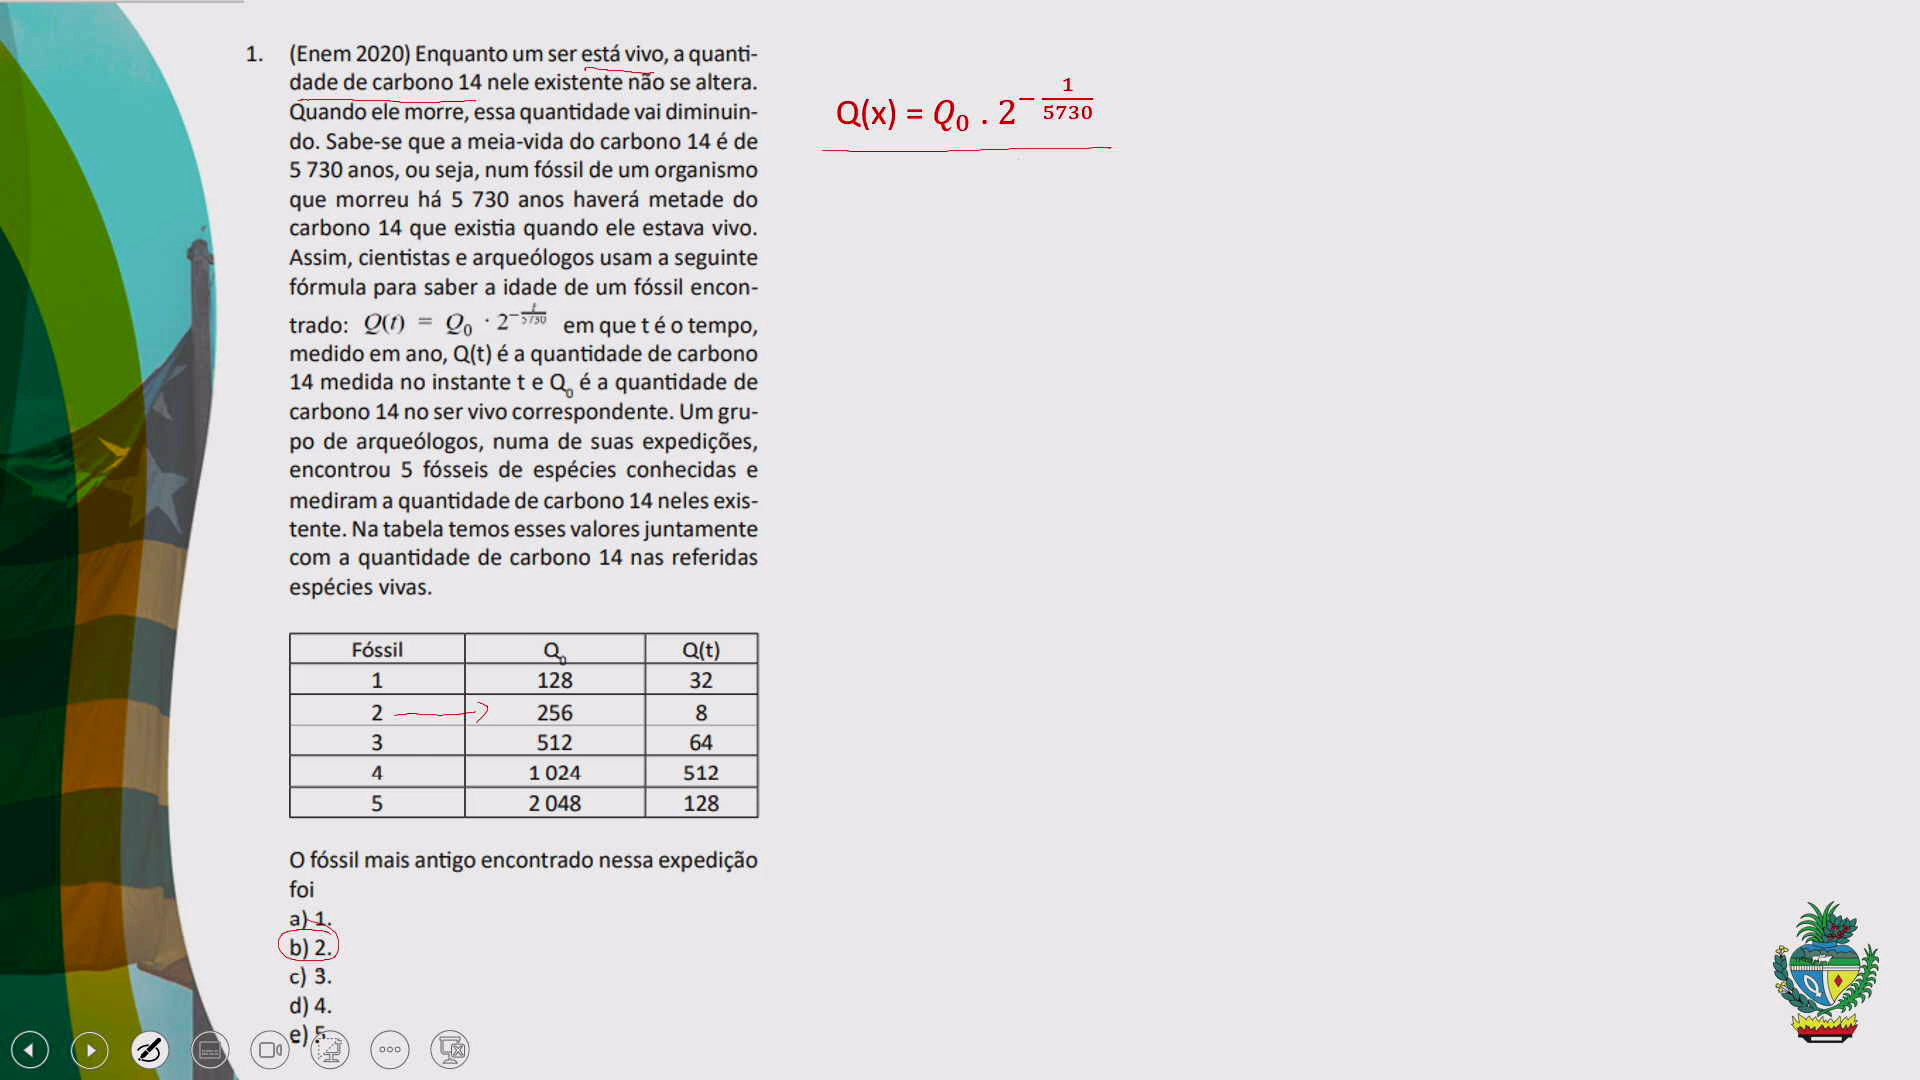 1. (Enem 2020) Enquanto um ser está vivo, a quanti-
dade de carbono 14 nele existente não se altera.
Quando ele morre, essa quantidade vai diminuin-
do. Sabe-se que a meia-vida do carbono 14 é de
5 730 anos, ou seja, num fóssil de um organismo
que morreu há 5 730 anos haverá metade do
carbono 14 que existia quando ele estava vivo.
Assim, cientistas e arqueólogos usam a seguinte
fórmula para saber a idade de um fóssil encon-
trado: Q(t) = Q₀ · 2^(-t/5730) em que t é o tempo,
medido em ano, Q(t) é a quantidade de carbono
14 medida no instante t e Q₀ é a quantidade de
carbono 14 no ser vivo correspondente. Um gru-
po de arqueólogos, numa de suas expedições,
encontrou 5 fósseis de espécies conhecidas e
mediram a quantidade de carbono 14 neles exis-
tente. Na tabela temos esses valores juntamente
com a quantidade de carbono 14 nas referidas
espécies vivas.
Fóssil Q₀ Q(t)
1 128 32
2 256 8
3 512 64
4 1 024 512
5 2 048 128
O fóssil mais antigo encontrado nessa expedição
foi
a) 1.
b) 2.
c) 3.
d) 4.
e) 5.
Q(x) = Q₀ . 2^(-1/5730)